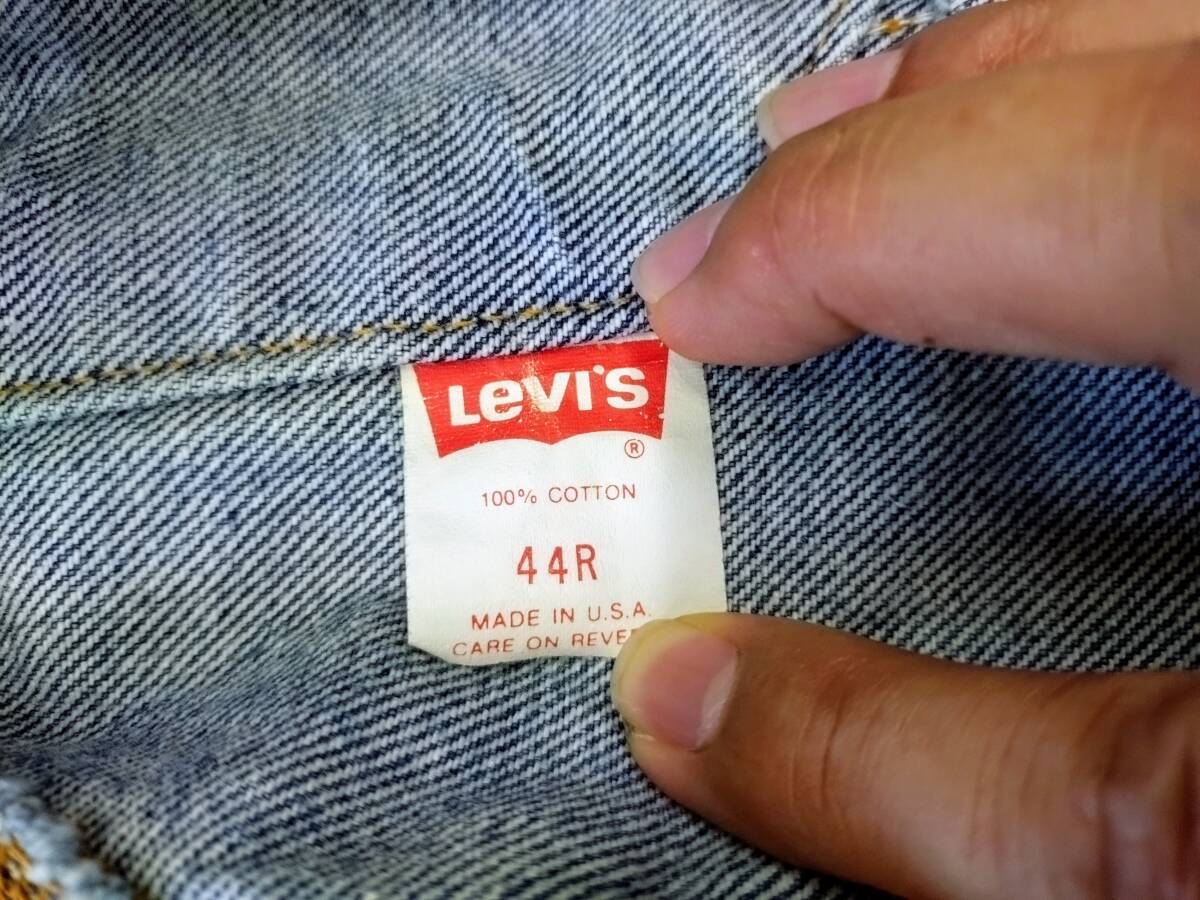 LEVI'S
®
100% COTTON
44R
MADE IN U.S.A.
CARE ON